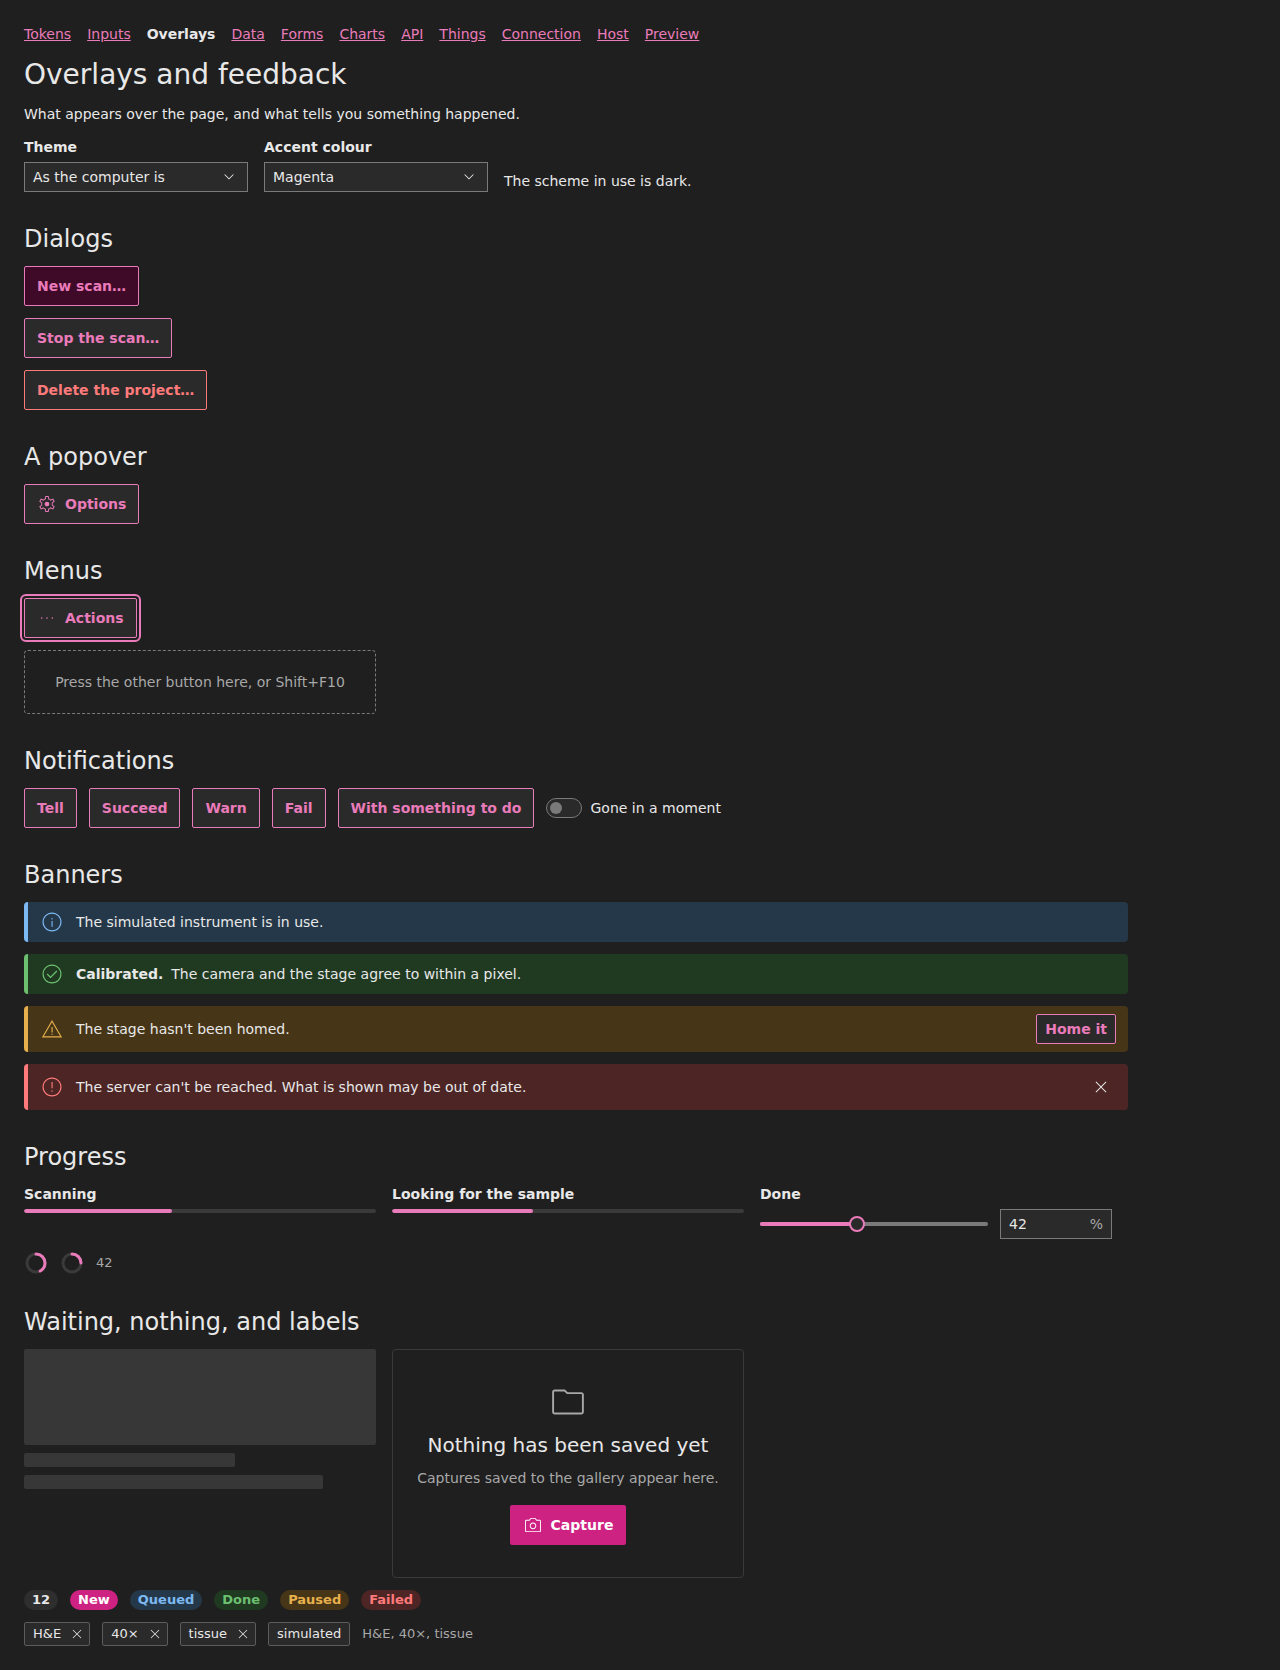 Tokens Inputs Overlays Data Forms Charts API Things Connection Host Preview
Overlays and feedback
What appears over the page, and what tells you something happened.
Theme Accent colour
As the computer is Magenta The scheme in use is dark.
Dialogs
New scan…
Stop the scan…
Delete the project…
A popover
Options
Menus
Actions
Press the other button here, or Shift+F10
Notifications
Tell Succeed Warn Fail With something to do Gone in a moment
Banners
The simulated instrument is in use.
Calibrated. The camera and the stage agree to within a pixel.
The stage hasn't been homed. Home it
The server can't be reached. What is shown may be out of date.
Progress
Scanning Looking for the sample Done
42 %
42
Waiting, nothing, and labels
Nothing has been saved yet
Captures saved to the gallery appear here.
Capture
12 New Queued Done Paused Failed
H&E 40× tissue simulated H&E, 40×, tissue